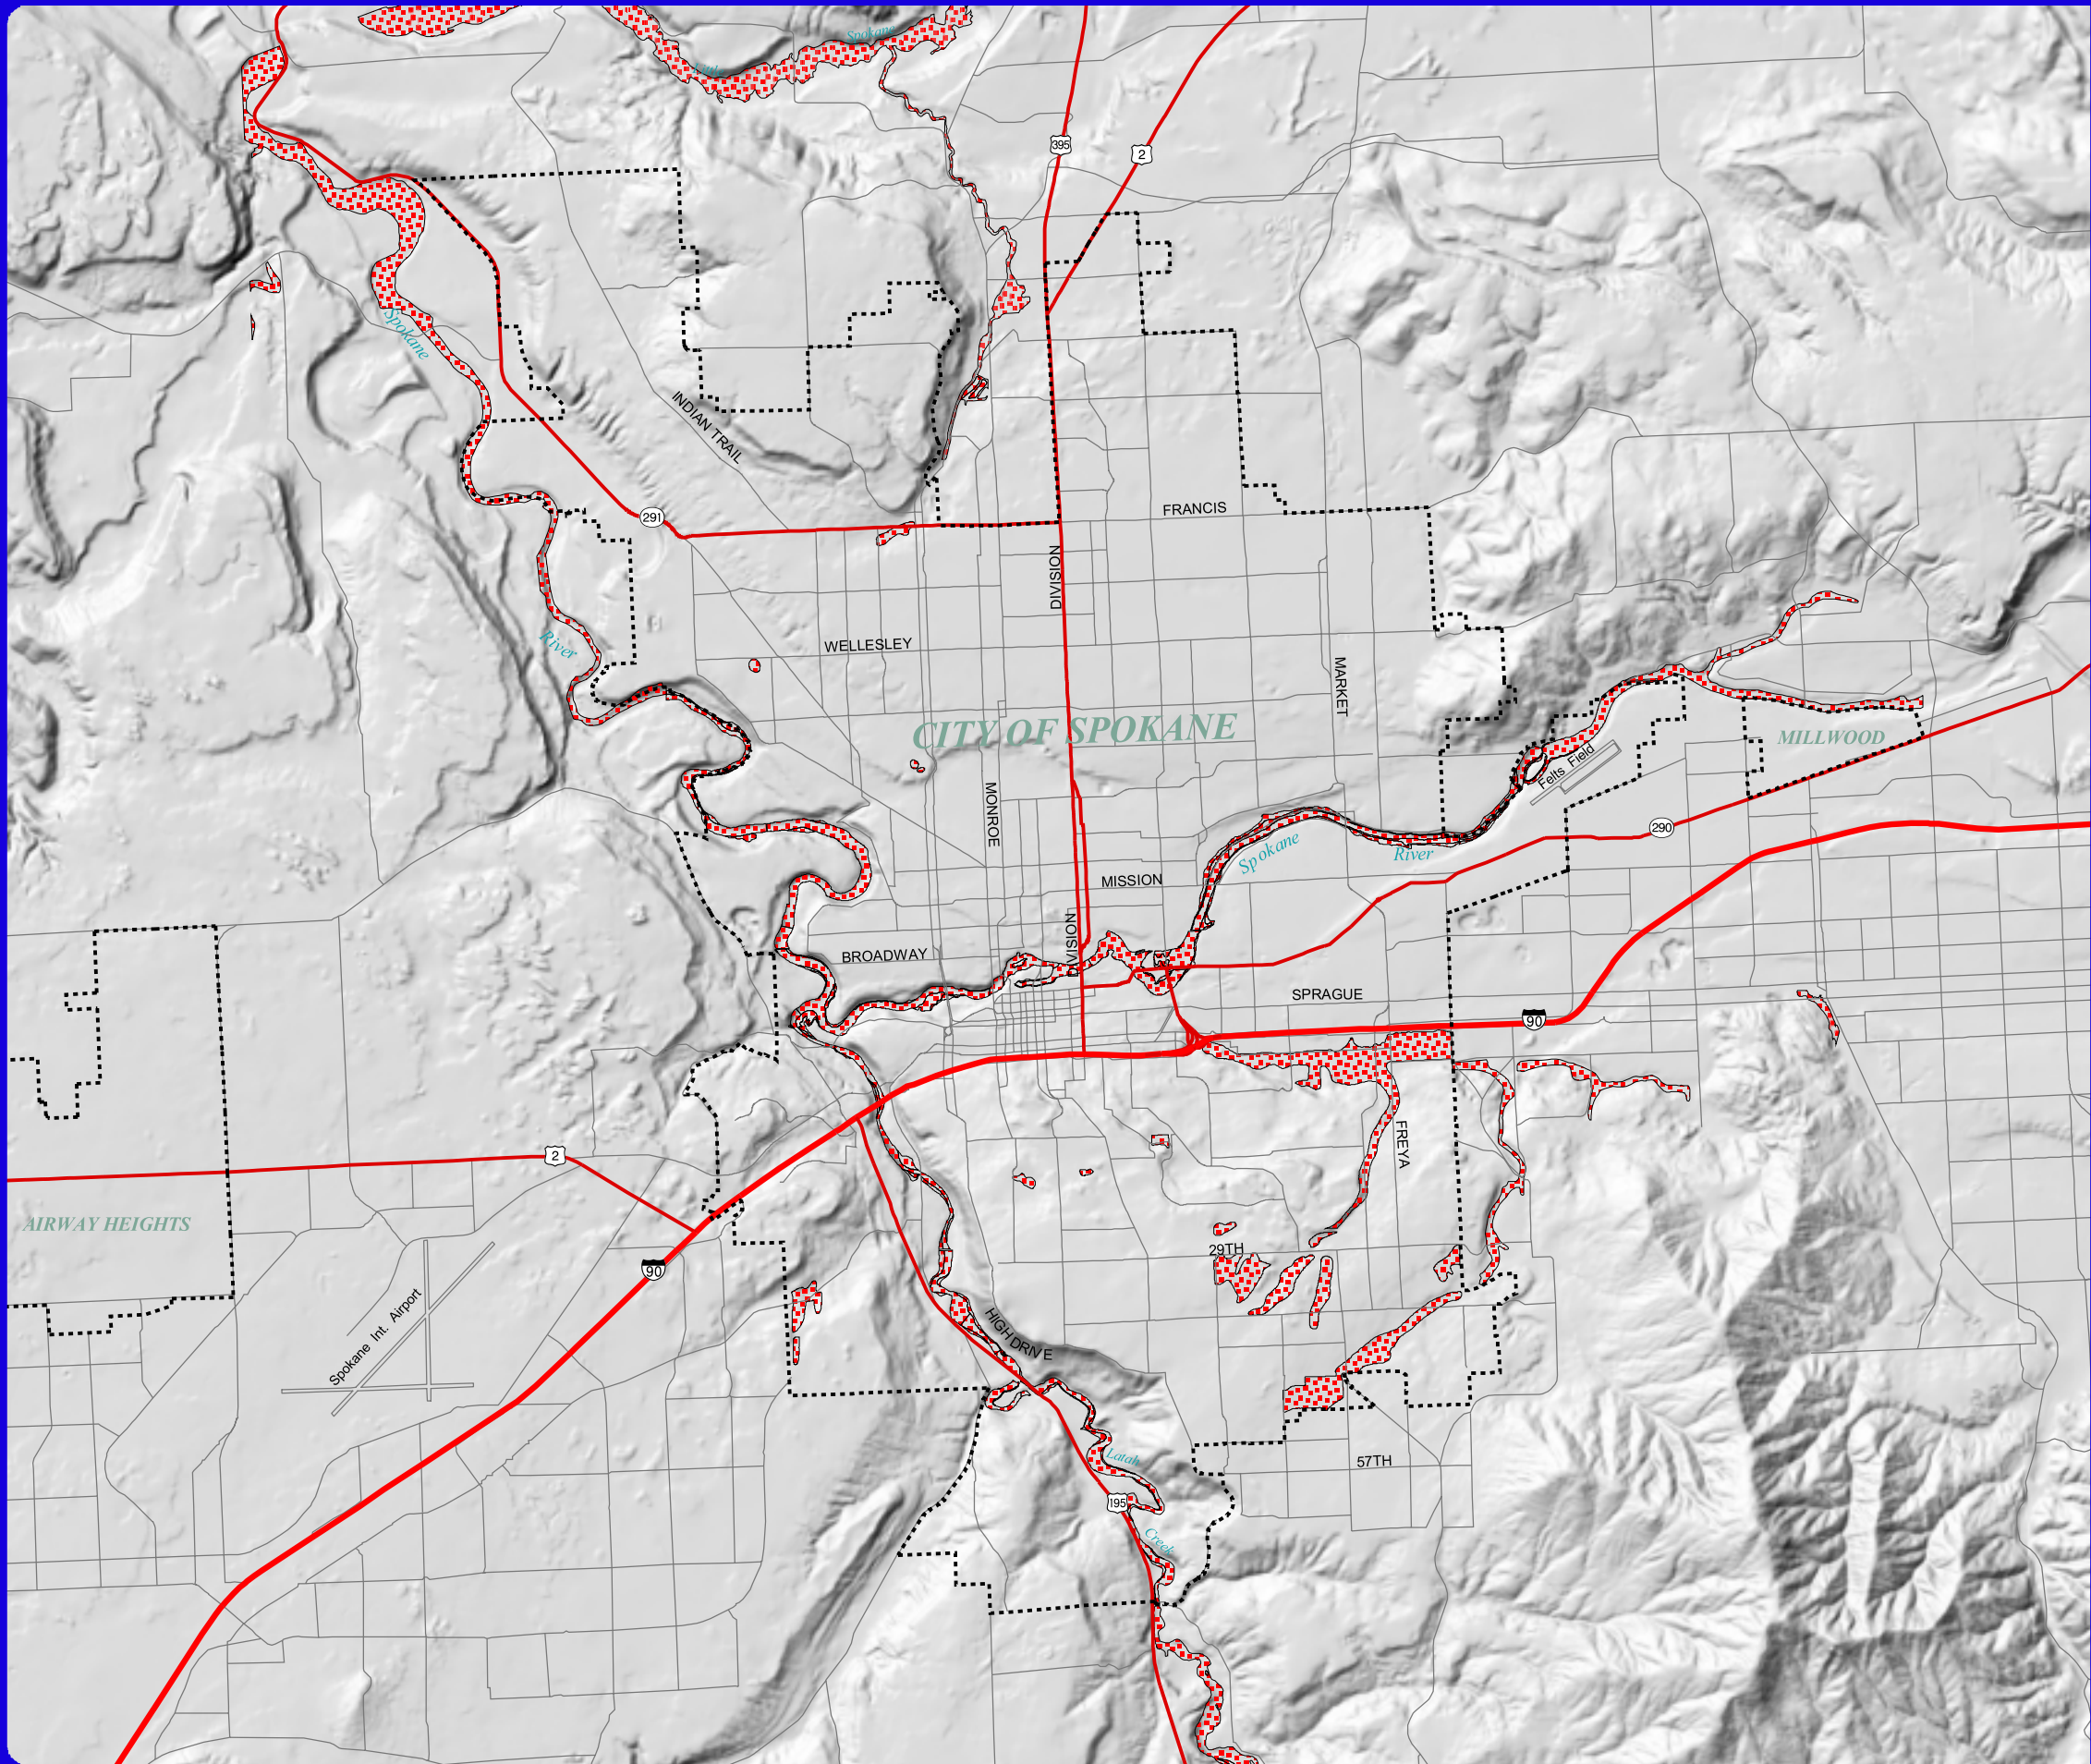 Spokane
Little
395
2
Spokane
INDIAN TRAIL
291
FRANCIS
DIVISION
River
WELLESLEY
MARKET
CITY OF SPOKANE
MILLWOOD
Felts Field
MONROE
290
Spokane
River
MISSION
DIVISION
BROADWAY
SPRAGUE
90
2
FREYA
AIRWAY HEIGHTS
29TH
90
Spokane Int. Airport
HIGH DRIVE
Latah
57TH
195
Creek